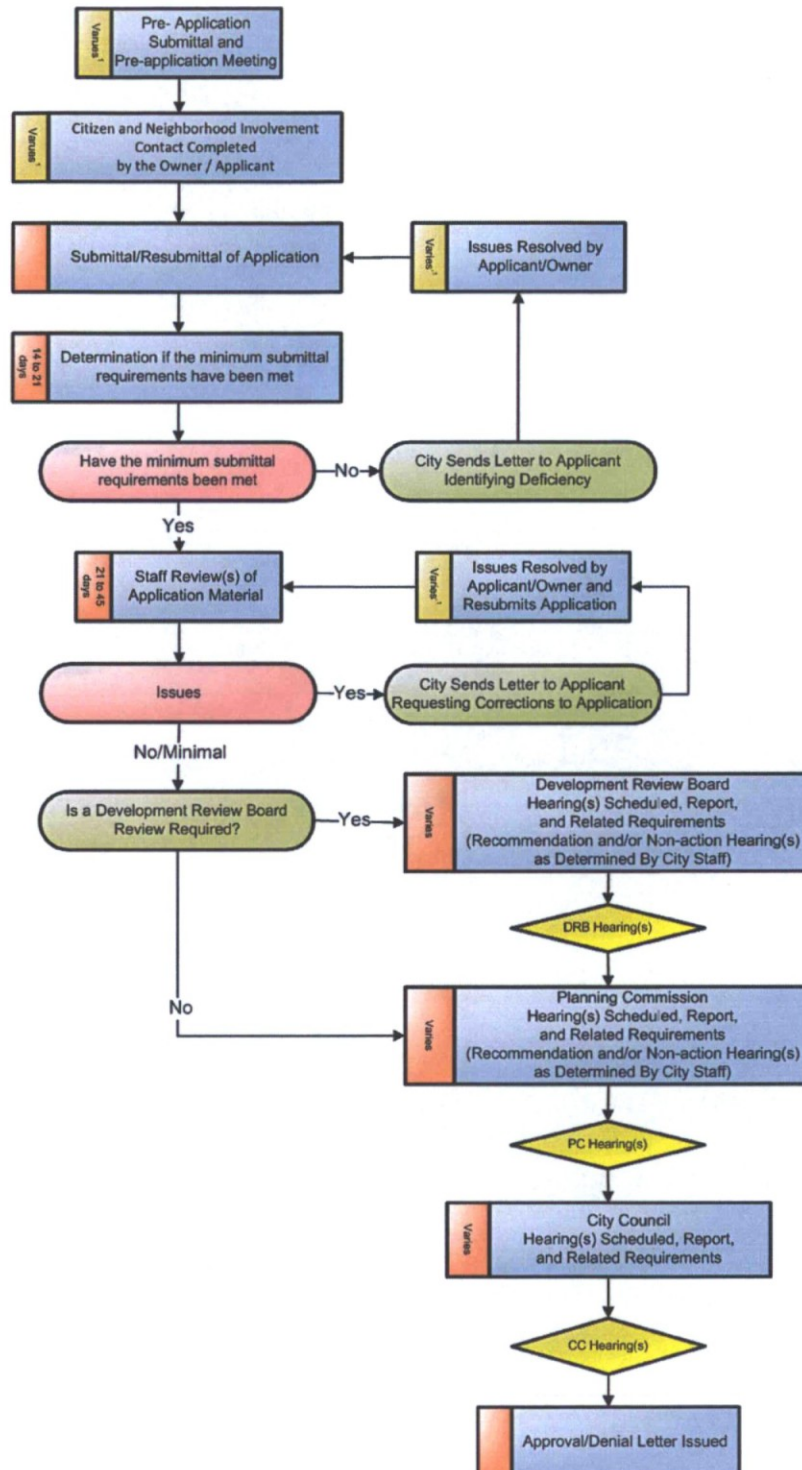 Varues¹
Pre- Application
Submittal and
Pre-application Meeting
Varues¹
Citizen and Neighborhood Involvement
Contact Completed
by the Owner / Applicant
Submittal/Resubmittal of Application
Varies¹
Issues Resolved by
Applicant/Owner
14 to 21
days
Determination if the minimum submittal
requirements have been met
Have the minimum submittal
requirements been met
No
City Sends Letter to Applicant
Identifying Deficiency
Yes
21 to 45
days
Staff Review(s) of
Application Material
Varies¹
Issues Resolved by
Applicant/Owner and
Resubmits Application
Issues
Yes
City Sends Letter to Applicant
Requesting Corrections to Application
No/Minimal
Is a Development Review Board
Review Required?
Yes
Varies
Development Review Board
Hearing(s) Scheduled, Report,
and Related Requirements
(Recommendation and/or Non-action Hearing(s)
as Determined By City Staff)
DRB Hearing(s)
No
Varies
Planning Commission
Hearing(s) Scheduled, Report,
and Related Requirements
(Recommendation and/or Non-action Hearing(s)
as Determined By City Staff)
PC Hearing(s)
Varies
City Council
Hearing(s) Scheduled, Report,
and Related Requirements
CC Hearing(s)
Approval/Denial Letter Issued